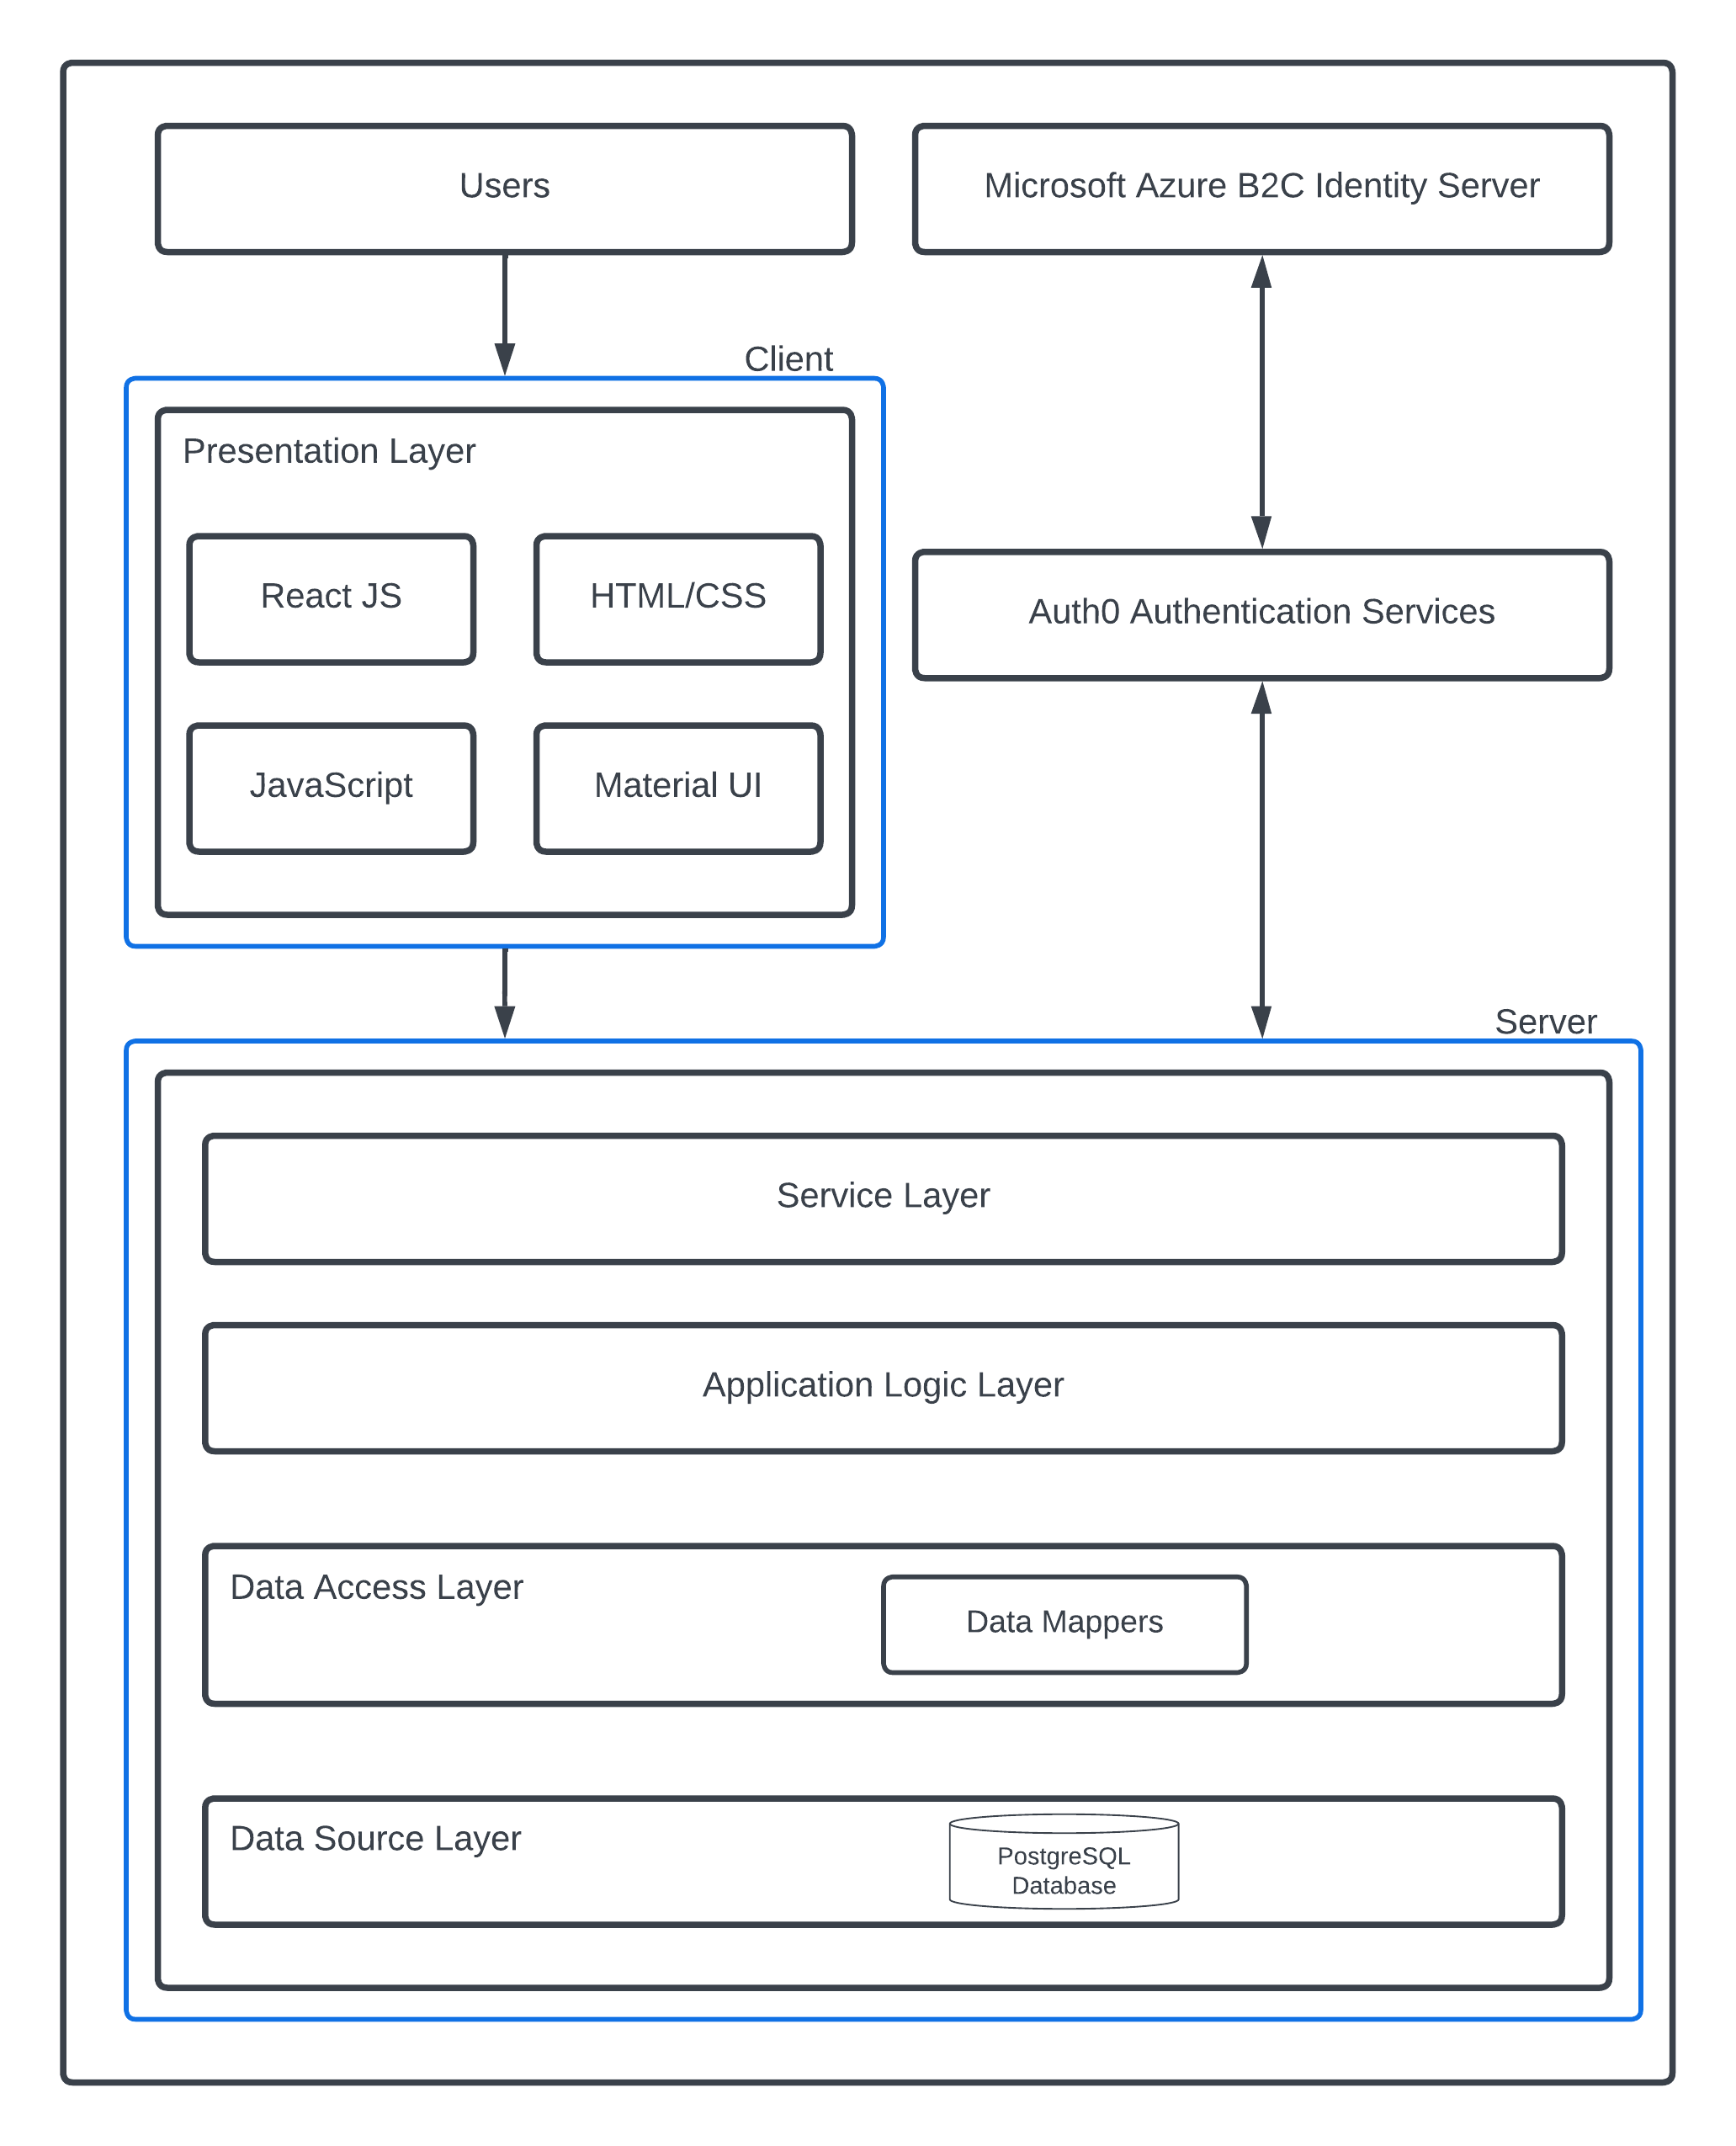 Users
Microsoft Azure B2C Identity Server
Client
Presentation Layer
React JS
HTML/CSS
JavaScript
Material UI
Auth0 Authentication Services
Server
Service Layer
Application Logic Layer
Data Access Layer
Data Mappers
Data Source Layer
PostgreSQL
Database